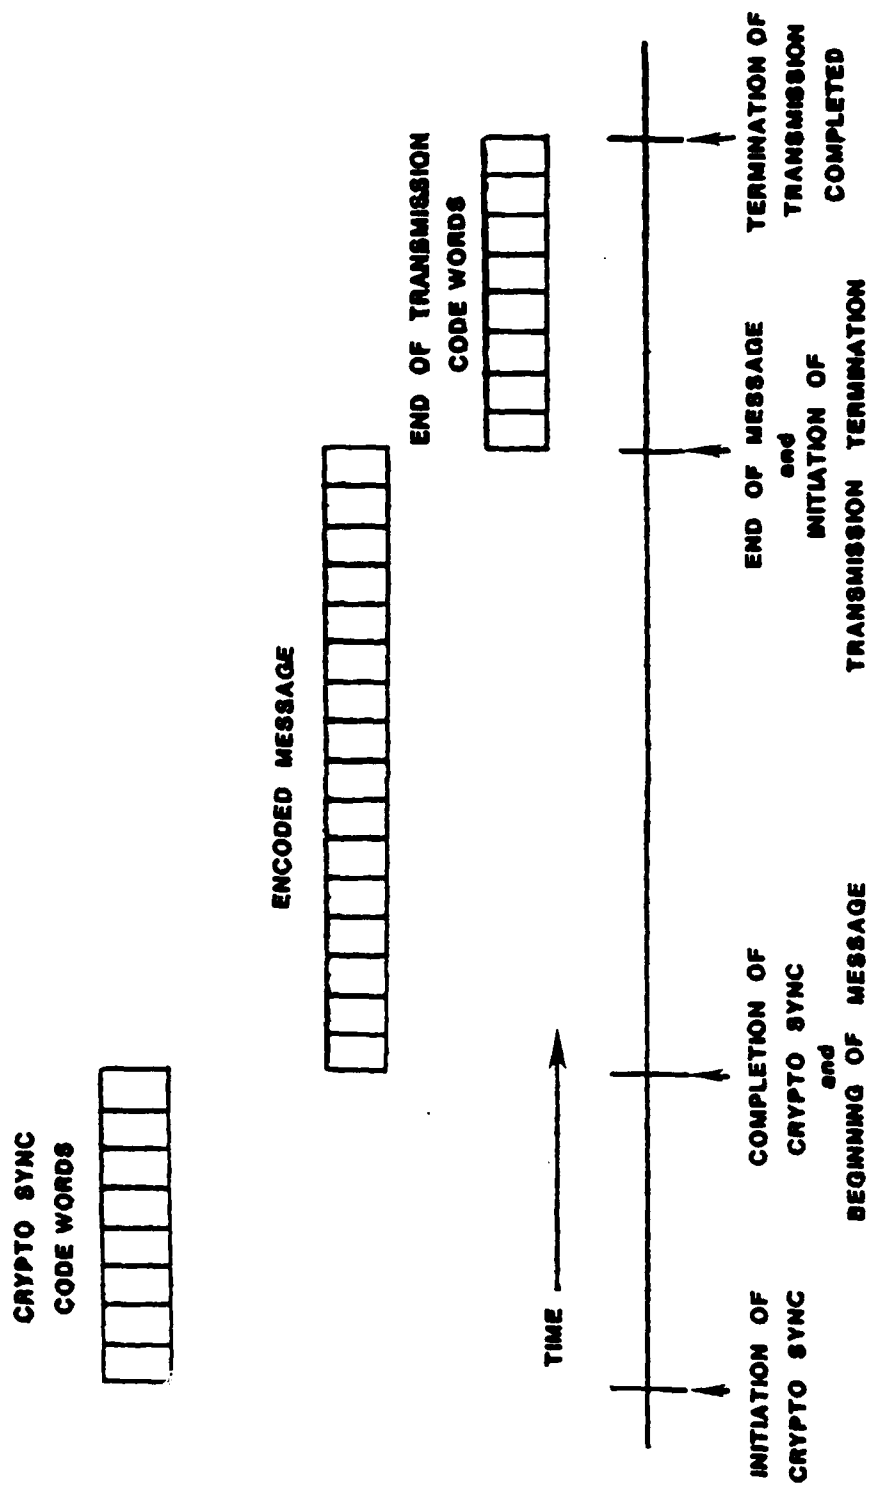 CRYPTO SYNC
CODE WORDS
ENCODED MESSAGE
END OF TRANSMISSION
CODE WORDS
TIME
INITIATION OF
CRYPTO SYNC
COMPLETION OF
CRYPTO SYNC
and
BEGINNING OF MESSAGE
END OF MESSAGE
and
INITIATION OF
TRANSMISSION TERMINATION
TERMINATION OF
TRANSMISSION
COMPLETED